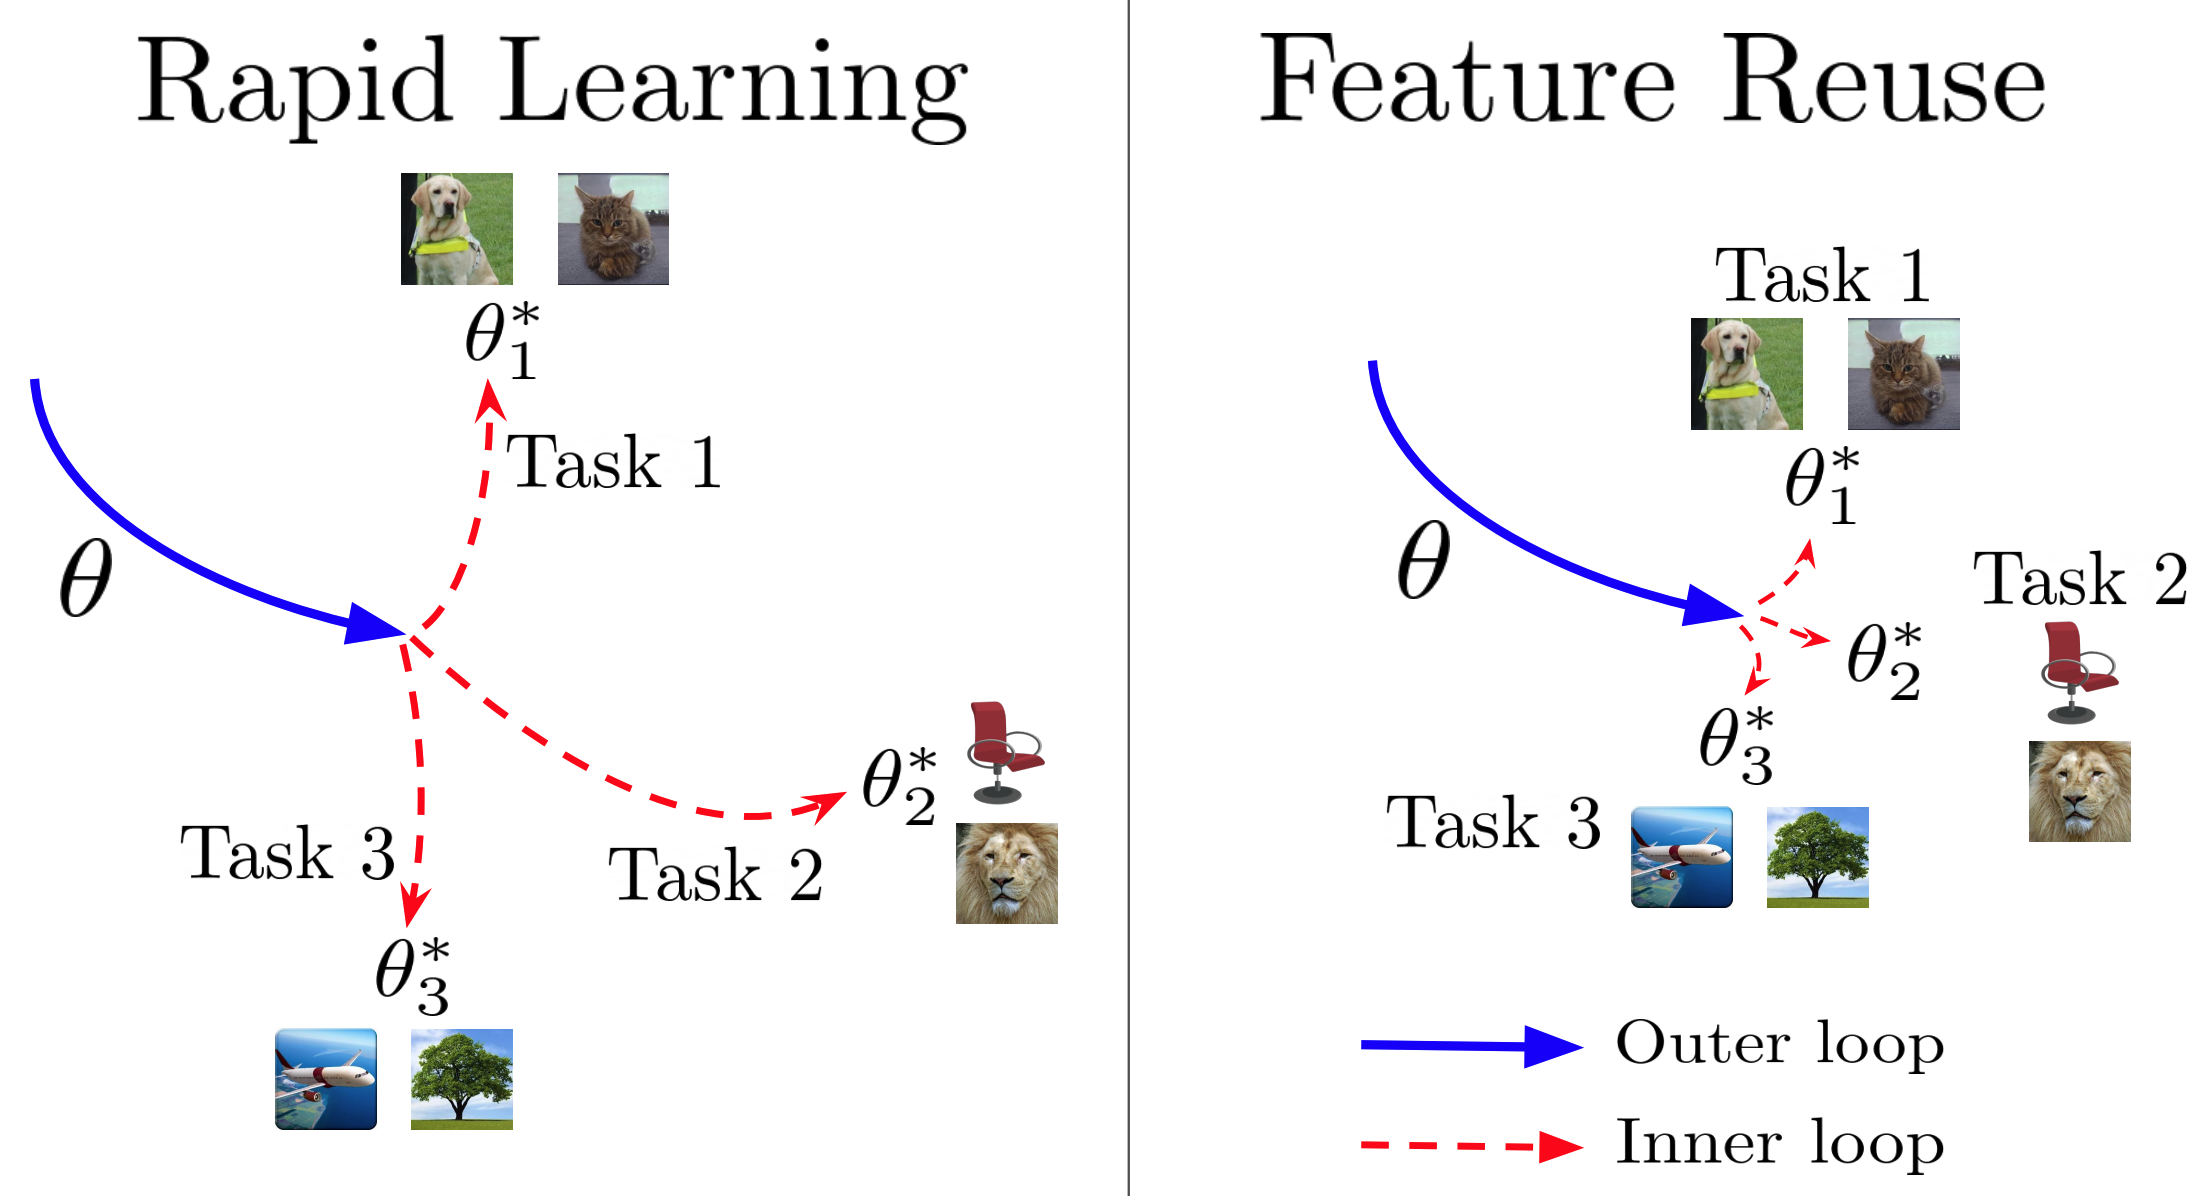 Rapid Learning
θ*1
Task 1
θ
θ*2
Task 3
Task 2
θ*3
Feature Reuse
Task 1
θ*1
θ
Task 2
θ*2
θ*3
Task 3
Outer loop
Inner loop